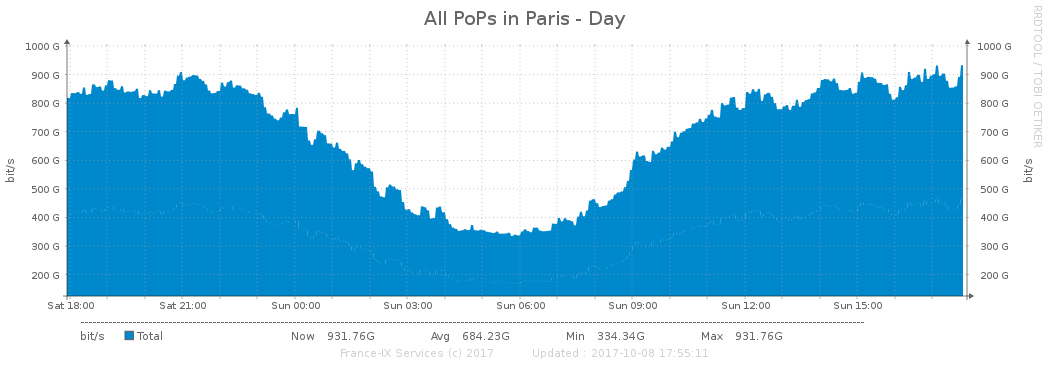 All PoPs in Paris - Day
RRDTOOL / TOBI OETIKER
bit/s
bit/s
1000 G 1000 G
900 G 900 G
800 G 800 G
700 G 700 G
600 G 600 G
500 G 500 G
400 G 400 G
300 G 300 G
200 G 200 G
Sat 18:00 Sat 21:00 Sun 00:00 Sun 03:00 Sun 06:00 Sun 09:00 Sun 12:00 Sun 15:00
bit/s Total Now 931.76G Avg 684.23G Min 334.34G Max 931.76G
France-IX Services (c) 2017 Updated : 2017-10-08 17:55:11